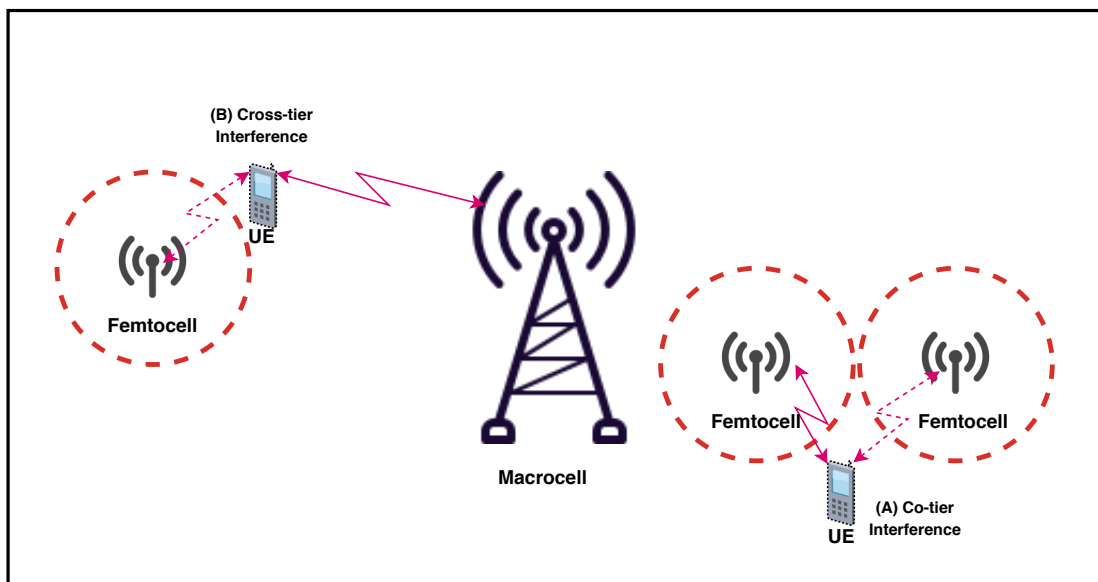 (B) Cross-tier
Interference
UE
Femtocell
Macrocell
Femtocell
Femtocell
UE
(A) Co-tier
Interference